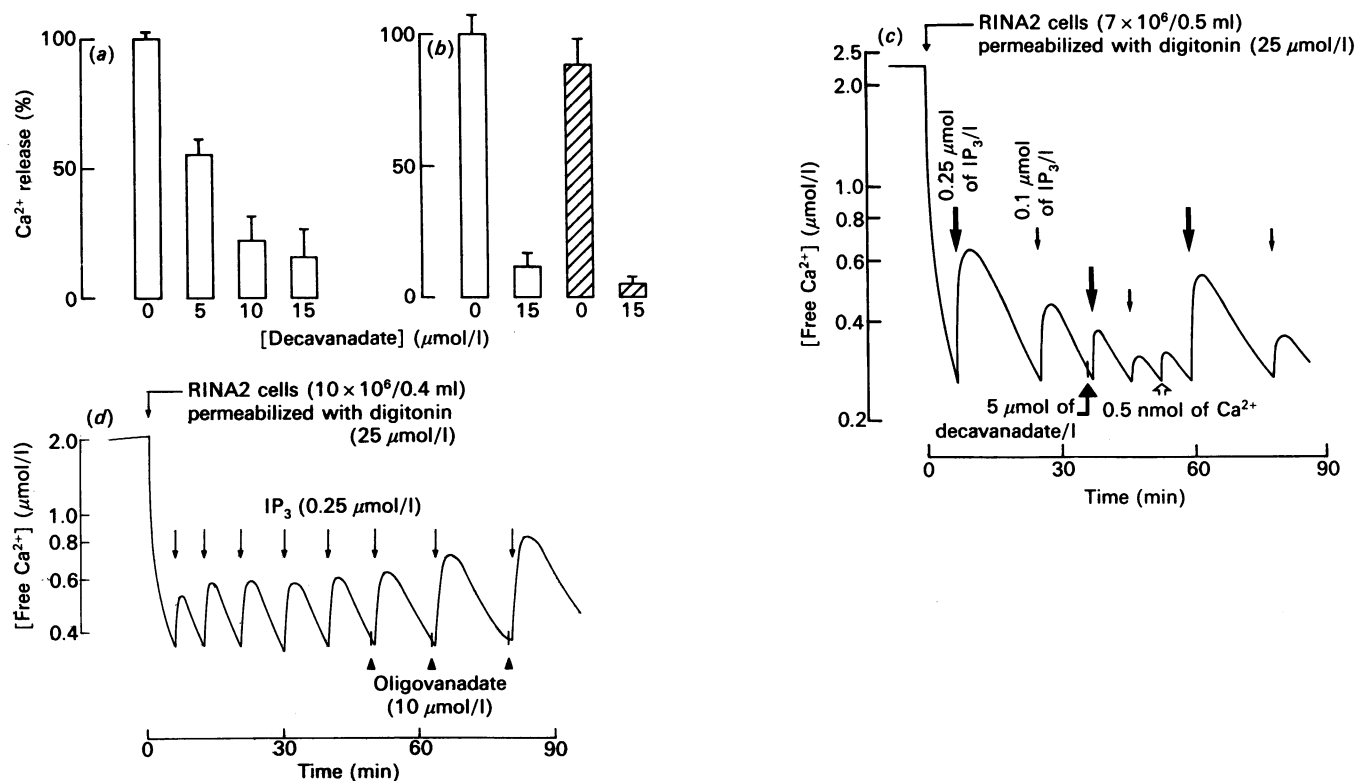 (a)
100
50
0
Ca²⁺ release (%)
0 5 10 15
(b)
100
50
0
0 15 0 15
[Decavanadate] (μmol/l)
(c)
RINA2 cells (7 × 10⁶/0.5 ml)
permeabilized with digitonin (25 μmol/l)
2.5
2.0
1.0
0.8
0.6
0.4
0.2
[Free Ca²⁺] (μmol/l)
0.25 μmol
of IP₃/l
0.1 μmol
of IP₃/l
5 μmol of
decavanadate/l
0.5 nmol of Ca²⁺
0 30 60 90
Time (min)
(d)
RINA2 cells (10 × 10⁶/0.4 ml)
permeabilized with digitonin
(25 μmol/l)
2.0
1.0
0.8
0.6
0.4
[Free Ca²⁺] (μmol/l)
IP₃ (0.25 μmol/l)
Oligovanadate
(10 μmol/l)
0 30 60 90
Time (min)